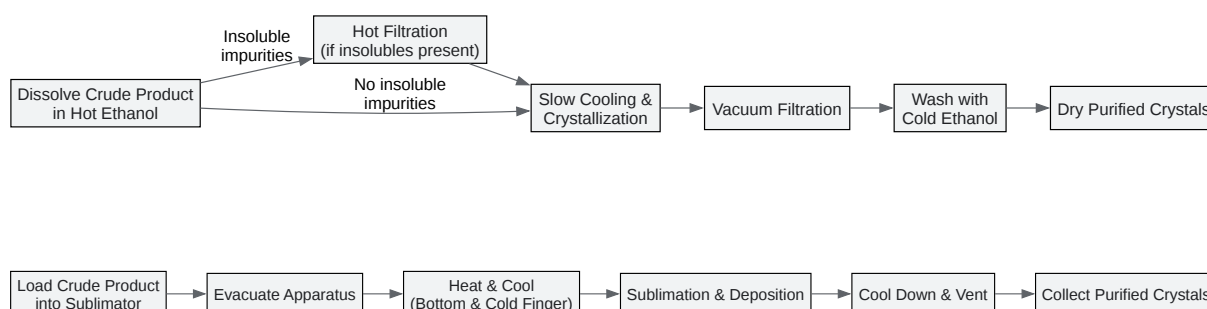 Insoluble
impurities
Hot Filtration
(if insolubles present)
Dissolve Crude Product
in Hot Ethanol
No insoluble
impurities
Slow Cooling &
Crystallization
Vacuum Filtration
Wash with
Cold Ethanol
Dry Purified Crystals
Load Crude Product
into Sublimator
Evacuate Apparatus
Heat & Cool
(Bottom & Cold Finger)
Sublimation & Deposition
Cool Down & Vent
Collect Purified Crystals